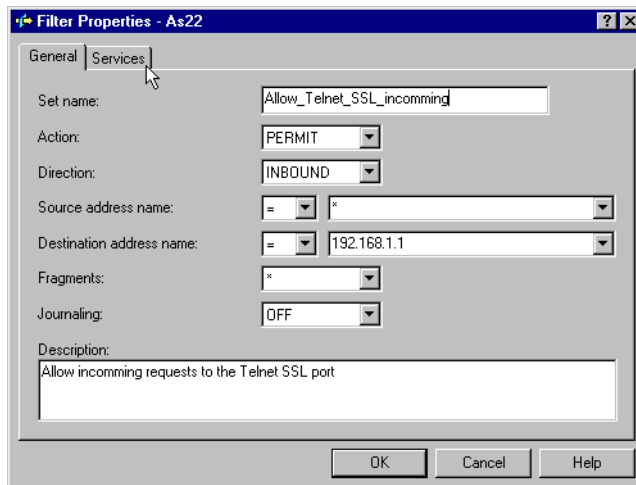 Filter Properties - As22
General
Services
Set name: Allow_Telnet_SSL_incomming
Action: PERMIT
Direction: INBOUND
Source address name: = *
Destination address name: = 192.168.1.1
Fragments: *
Journaling: OFF
Description:
Allow incomming requests to the Telnet SSL port
OK Cancel Help